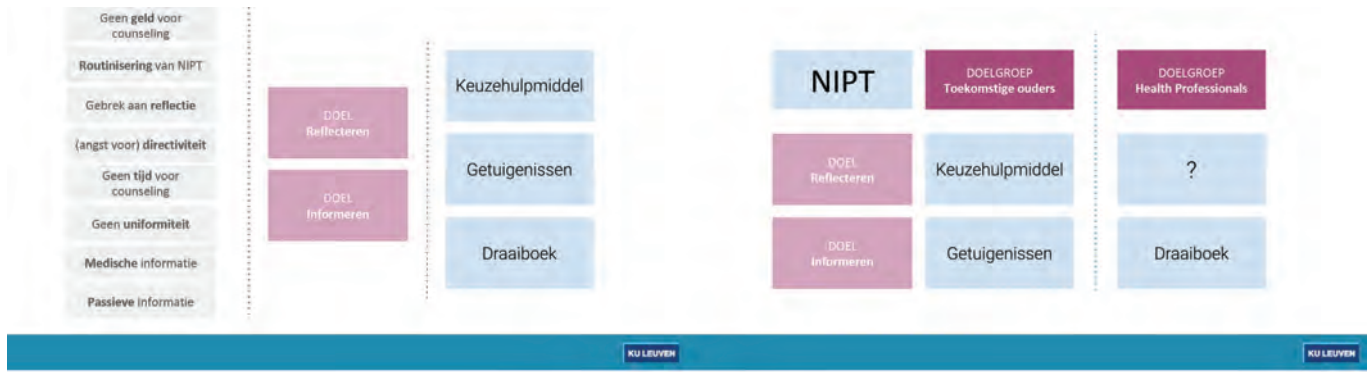 Geen geld voor
counseling
Routinisering van NIPT
Gebrek aan reflectie
(angst voor) directiviteit
Geen tijd voor
counseling
Geen uniformiteit
Medische informatie
Passieve informatie
DOEL
Reflecteren
DOEL
Informeren
Keuzehulpmiddel
Getuigenissen
Draaiboek
KU LEUVEN
NIPT
DOELGROEP
Toekomstige ouders
DOELGROEP
Health Professionals
DOEL
Reflecteren
Keuzehulpmiddel
?
DOEL
Informeren
Getuigenissen
Draaiboek
KU LEUVEN